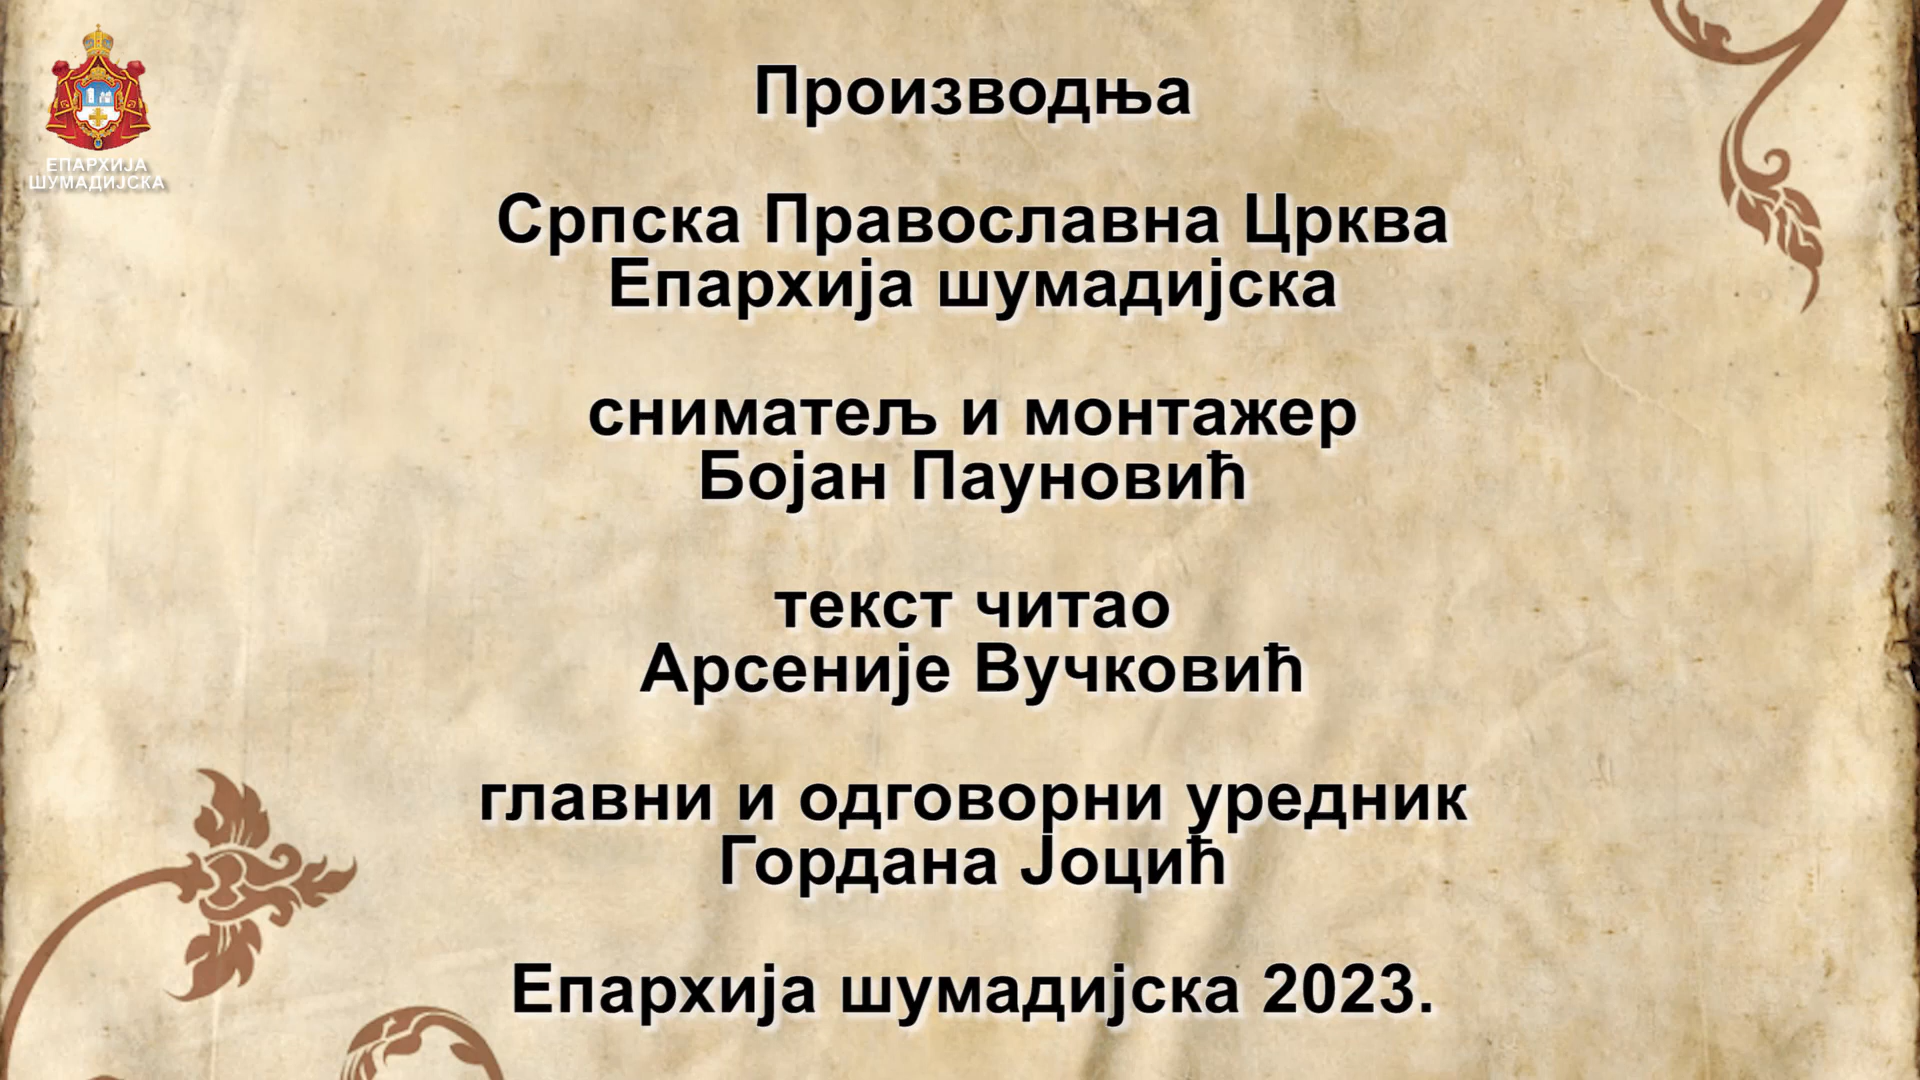 ЕПАРХИЈА
ШУМАДИЈСКА
Производња
Српска Православна Црква
Епархија шумадијска
сниматељ и монтажер
Бојан Пауновић
текст читао
Арсеније Вучковић
главни и одговорни уредник
Гордана Јоцић
Епархија шумадијска 2023.